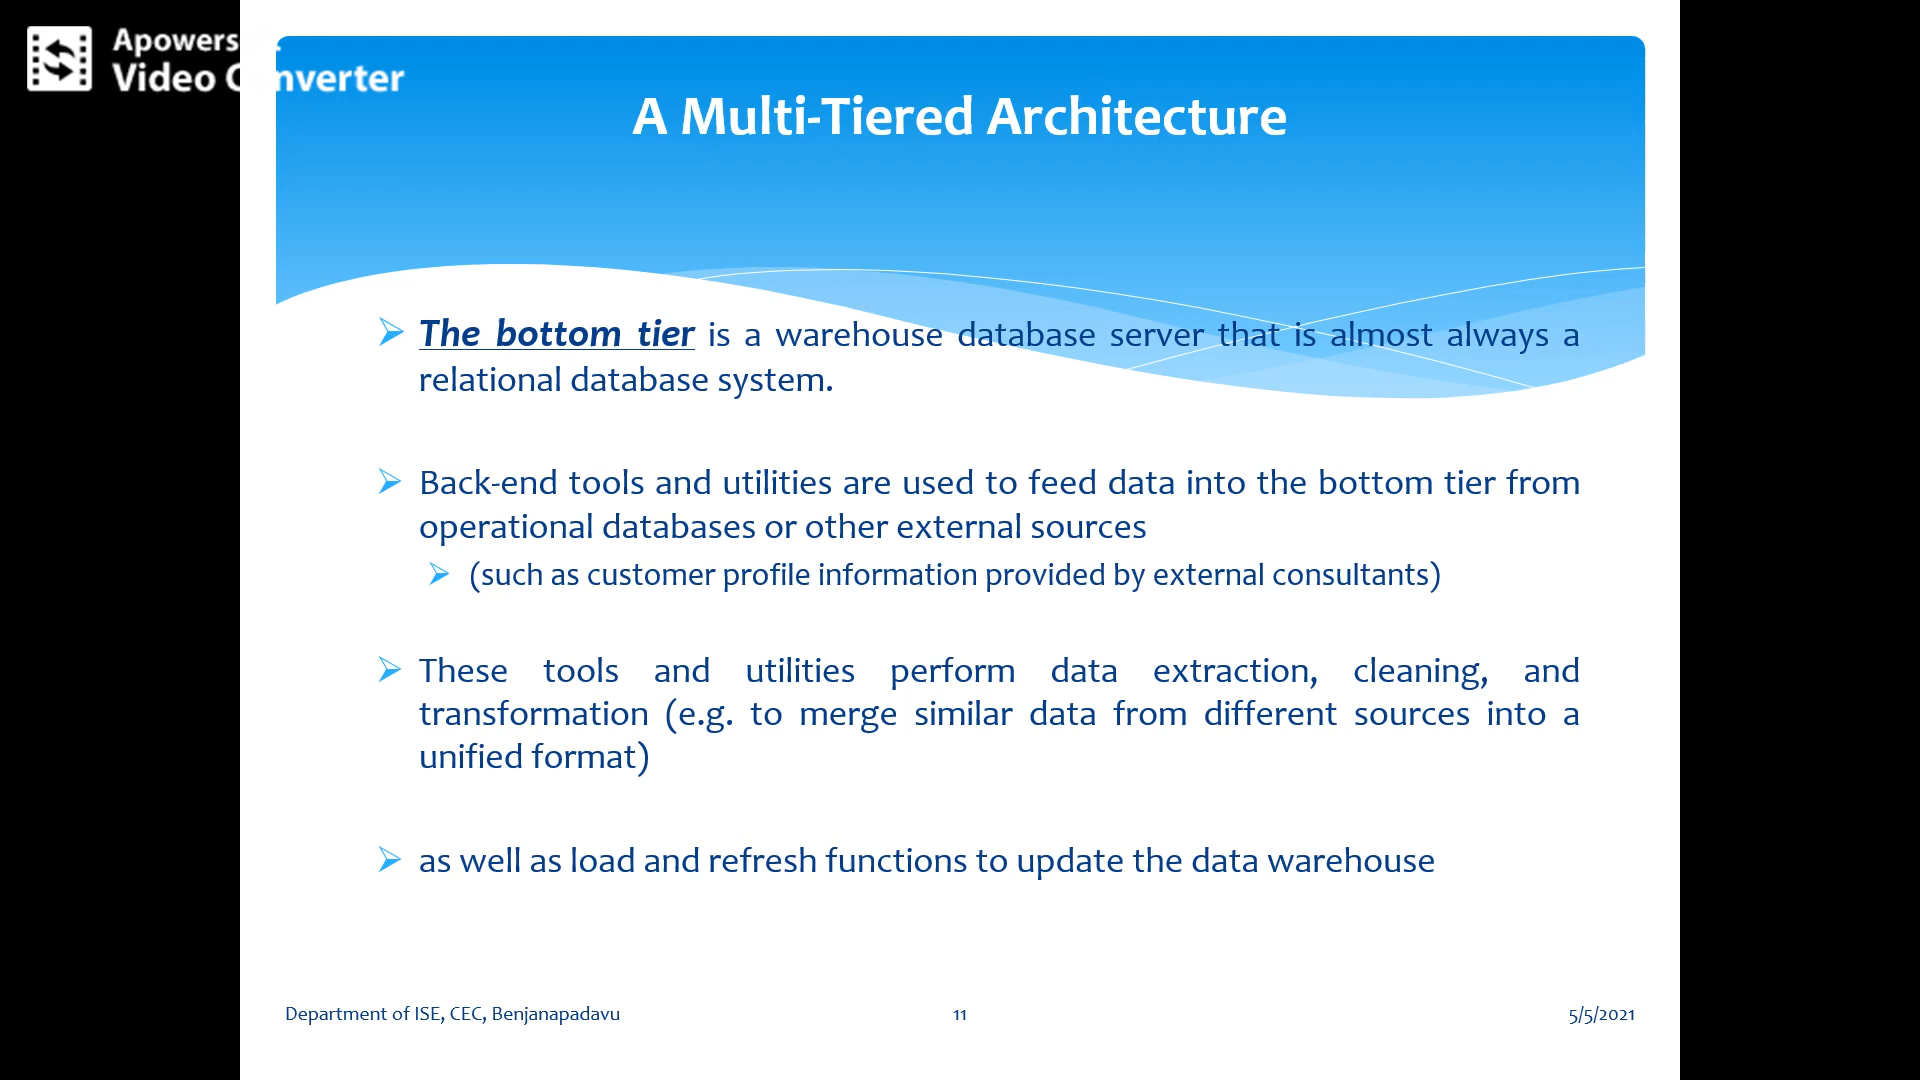 Video
A Multi-Tiered Architecture
➢ The bottom tier is a warehouse database server that is almost always a
relational database system.
➢ Back-end tools and utilities are used to feed data into the bottom tier from
operational databases or other external sources
➢ (such as customer profile information provided by external consultants)
➢ These tools and utilities perform data extraction, cleaning, and
transformation (e.g. to merge similar data from different sources into a
unified format)
➢ as well as load and refresh functions to update the data warehouse
Department of ISE, CEC, Benjanapadavu 11 5/5/2021